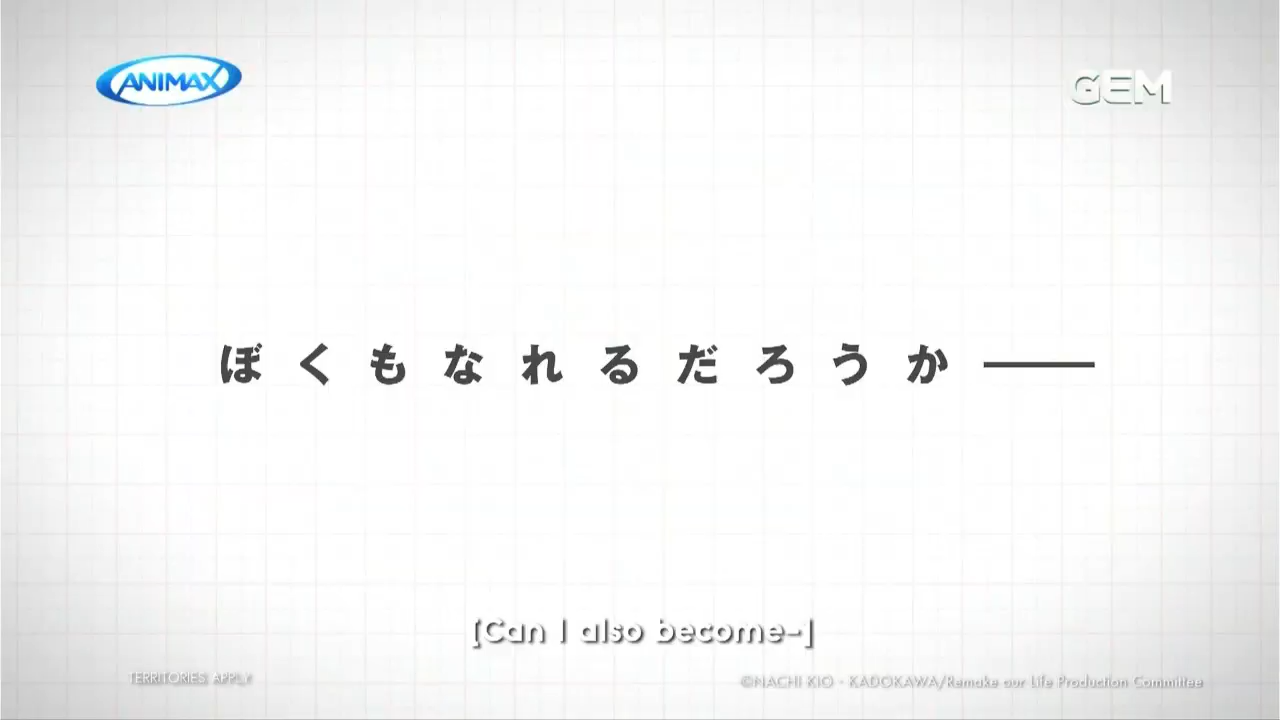 ANIMAX
GEM
ぼくもなれるだろうか――
[Can I also become-]
TERRITORIES APPLY
©NACHI KIO・KADOKAWA/Remake our Life Production Committee